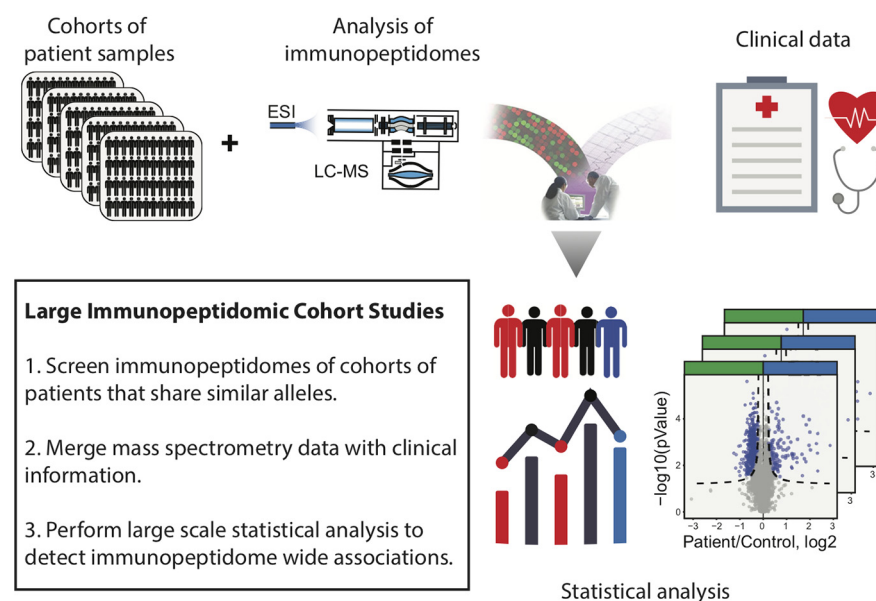 Cohorts of
patient samples
Analysis of
immunopeptidomes
Clinical data
+
ESI
LC-MS
Large Immunopeptidomic Cohort Studies
1. Screen immunopeptidomes of cohorts of
patients that share similar alleles.
2. Merge mass spectrometry data with clinical
information.
3. Perform large scale statistical analysis to
detect immunopeptidome wide associations.
−log10(pValue)
4
2
0
−3 −2 −1 0 1 2 3
3
3
Patient/Control, log2
Statistical analysis